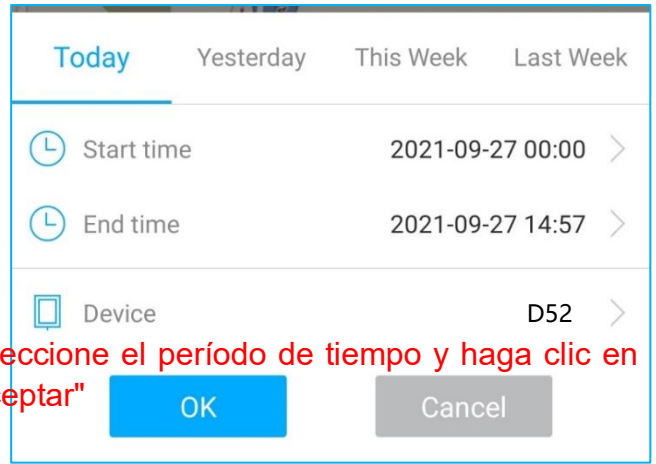 Today Yesterday This Week Last Week
Start time 2021-09-27 00:00
End time 2021-09-27 14:57
Device D52
eccione el período de tiempo y haga clic en
eptar"
OK Cancel